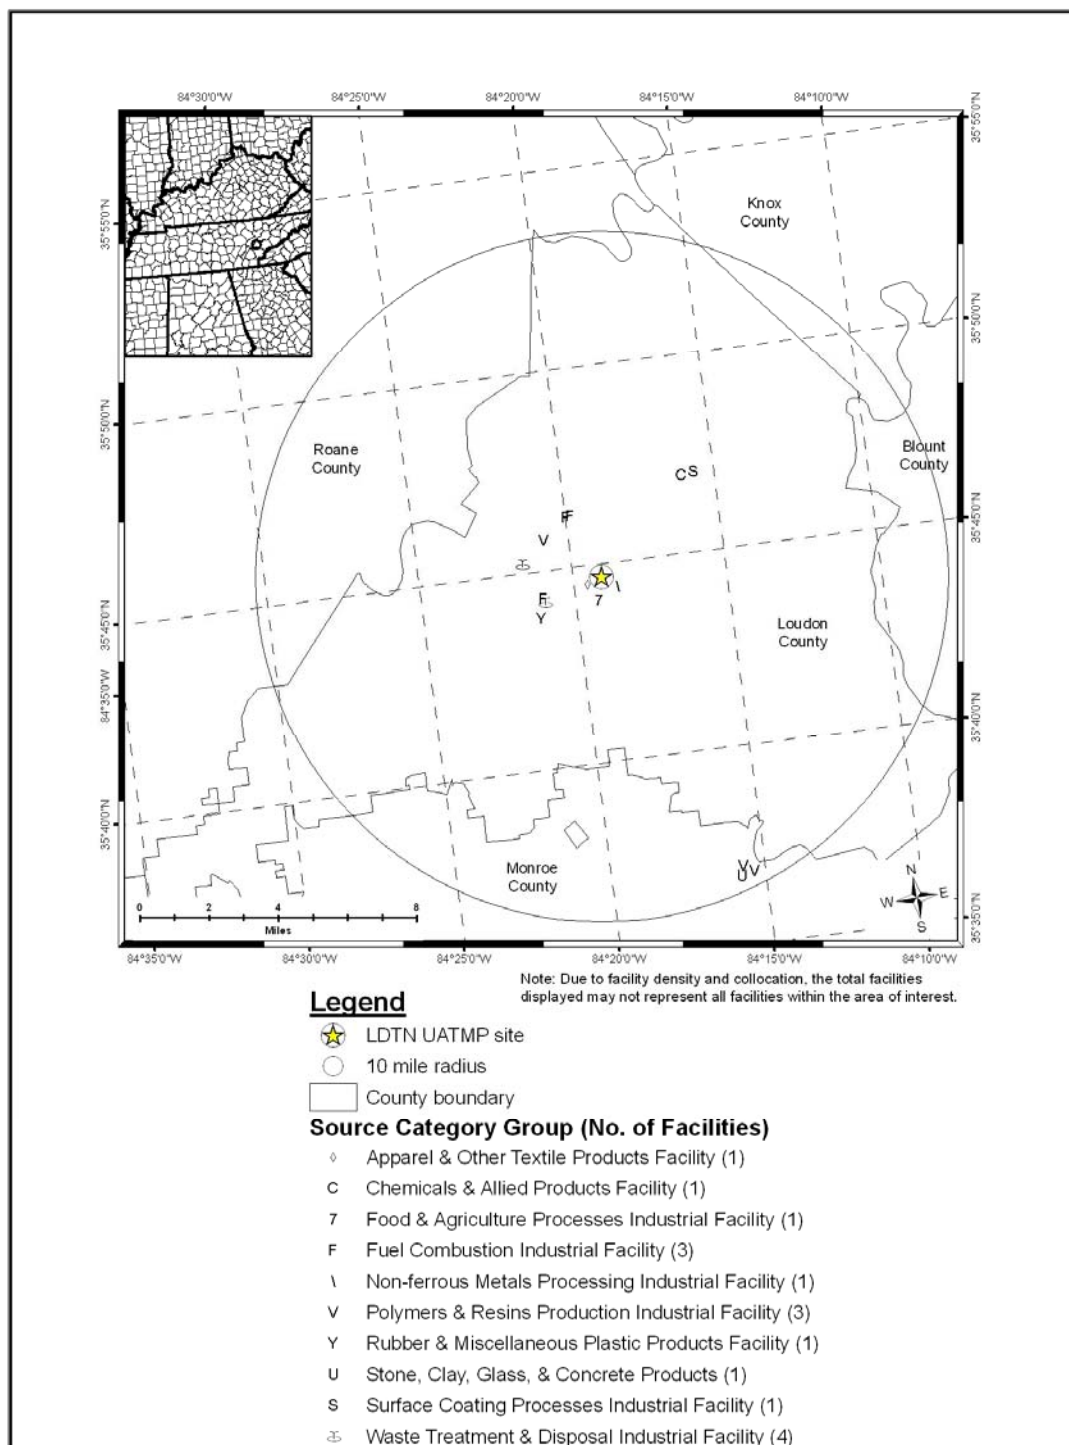 84°30'0"W 84°25'0"W 84°20'0"W 84°15'0"W 84°10'0"W
35°55'0"N
35°55'0"N
Knox
County
35°50'0"N
35°50'0"N
Roane
County
Blount
County
C S
F F
35°45'0"N
V
7
F
Y
Loudon
County
35°45'0"N
84°35'0"W
35°40'0"N
35°40'0"N
Monroe
County
V V
U
N
W E
S
35°35'0"N
0 2 4 8
Miles
84°35'0"W 84°30'0"W 84°25'0"W 84°20'0"W 84°15'0"W 84°10'0"W
Note: Due to facility density and collocation, the total facilities
displayed may not represent all facilities within the area of interest.
Legend
LDTN UATMP site
10 mile radius
County boundary
Source Category Group (No. of Facilities)
Apparel & Other Textile Products Facility (1)
C Chemicals & Allied Products Facility (1)
7 Food & Agriculture Processes Industrial Facility (1)
F Fuel Combustion Industrial Facility (3)
\ Non-ferrous Metals Processing Industrial Facility (1)
V Polymers & Resins Production Industrial Facility (3)
Y Rubber & Miscellaneous Plastic Products Facility (1)
U Stone, Clay, Glass, & Concrete Products (1)
S Surface Coating Processes Industrial Facility (1)
Waste Treatment & Disposal Industrial Facility (4)